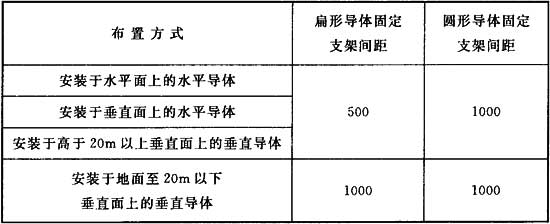 布置方式
扁形导体固定
支架间距
圆形导体固定
支架间距
安装于水平面上的水平导体
安装于垂直面上的水平导体
安装于高于20m以上垂直面上的垂直导体
500
1000
安装于地面至20m以下
垂直面上的垂直导体
1000
1000